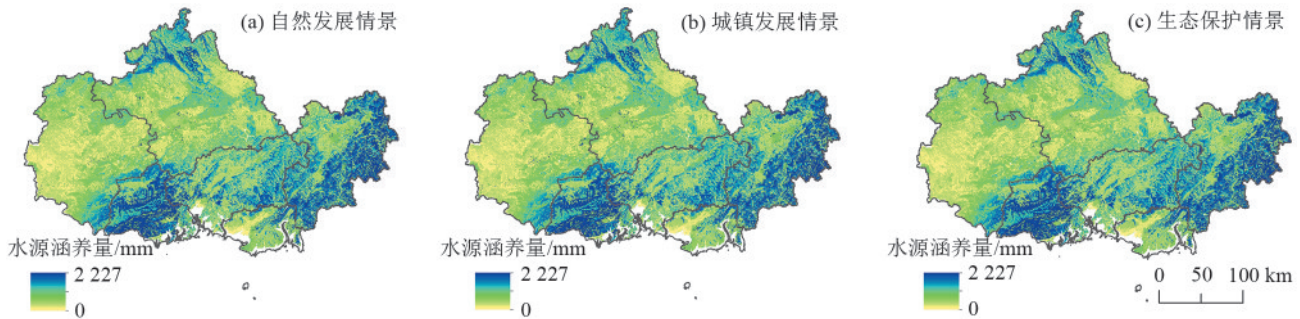 (a) 自然发展情景
水源涵养量/mm
2 227
0
(b) 城镇发展情景
水源涵养量/mm
2 227
0
(c) 生态保护情景
水源涵养量/mm
2 227
0
0 50 100 km